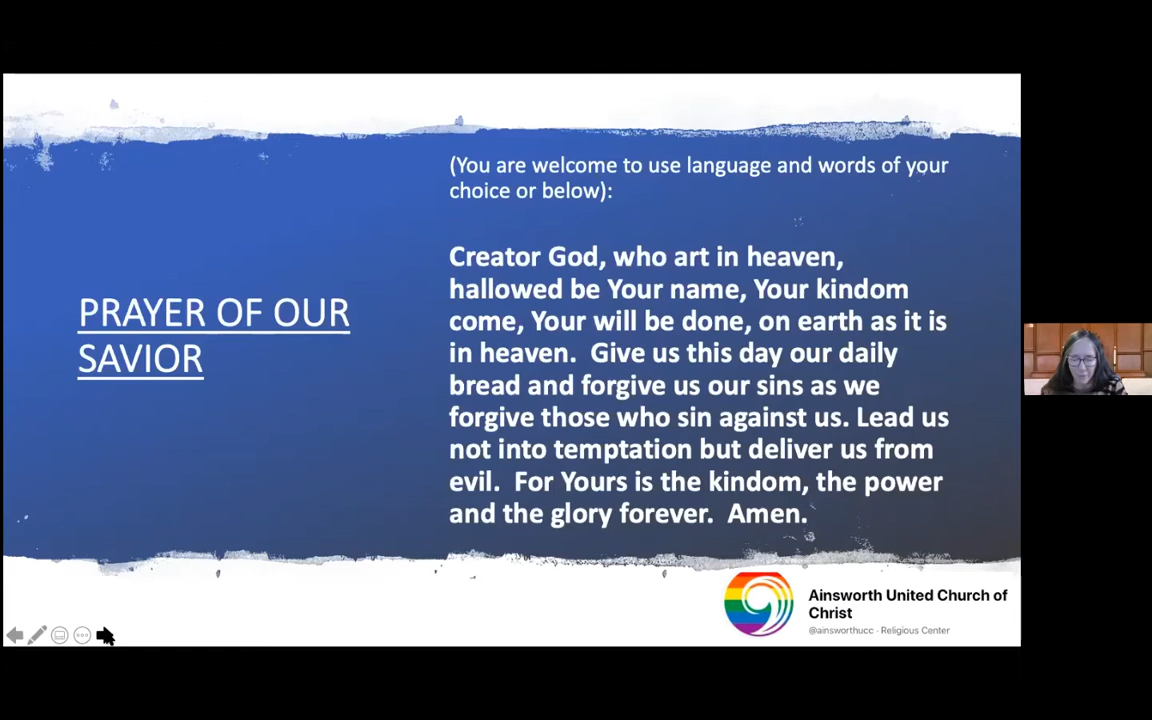 PRAYER OF OUR
SAVIOR
(You are welcome to use language and words of your
choice or below):
Creator God, who art in heaven,
hallowed be Your name, Your kindom
come, Your will be done, on earth as it is
in heaven.  Give us this day our daily
bread and forgive us our sins as we
forgive those who sin against us. Lead us
not into temptation but deliver us from
evil.  For Yours is the kindom, the power
and the glory forever.  Amen.
Ainsworth United Church of
Christ
@ainsworthucc · Religious Center